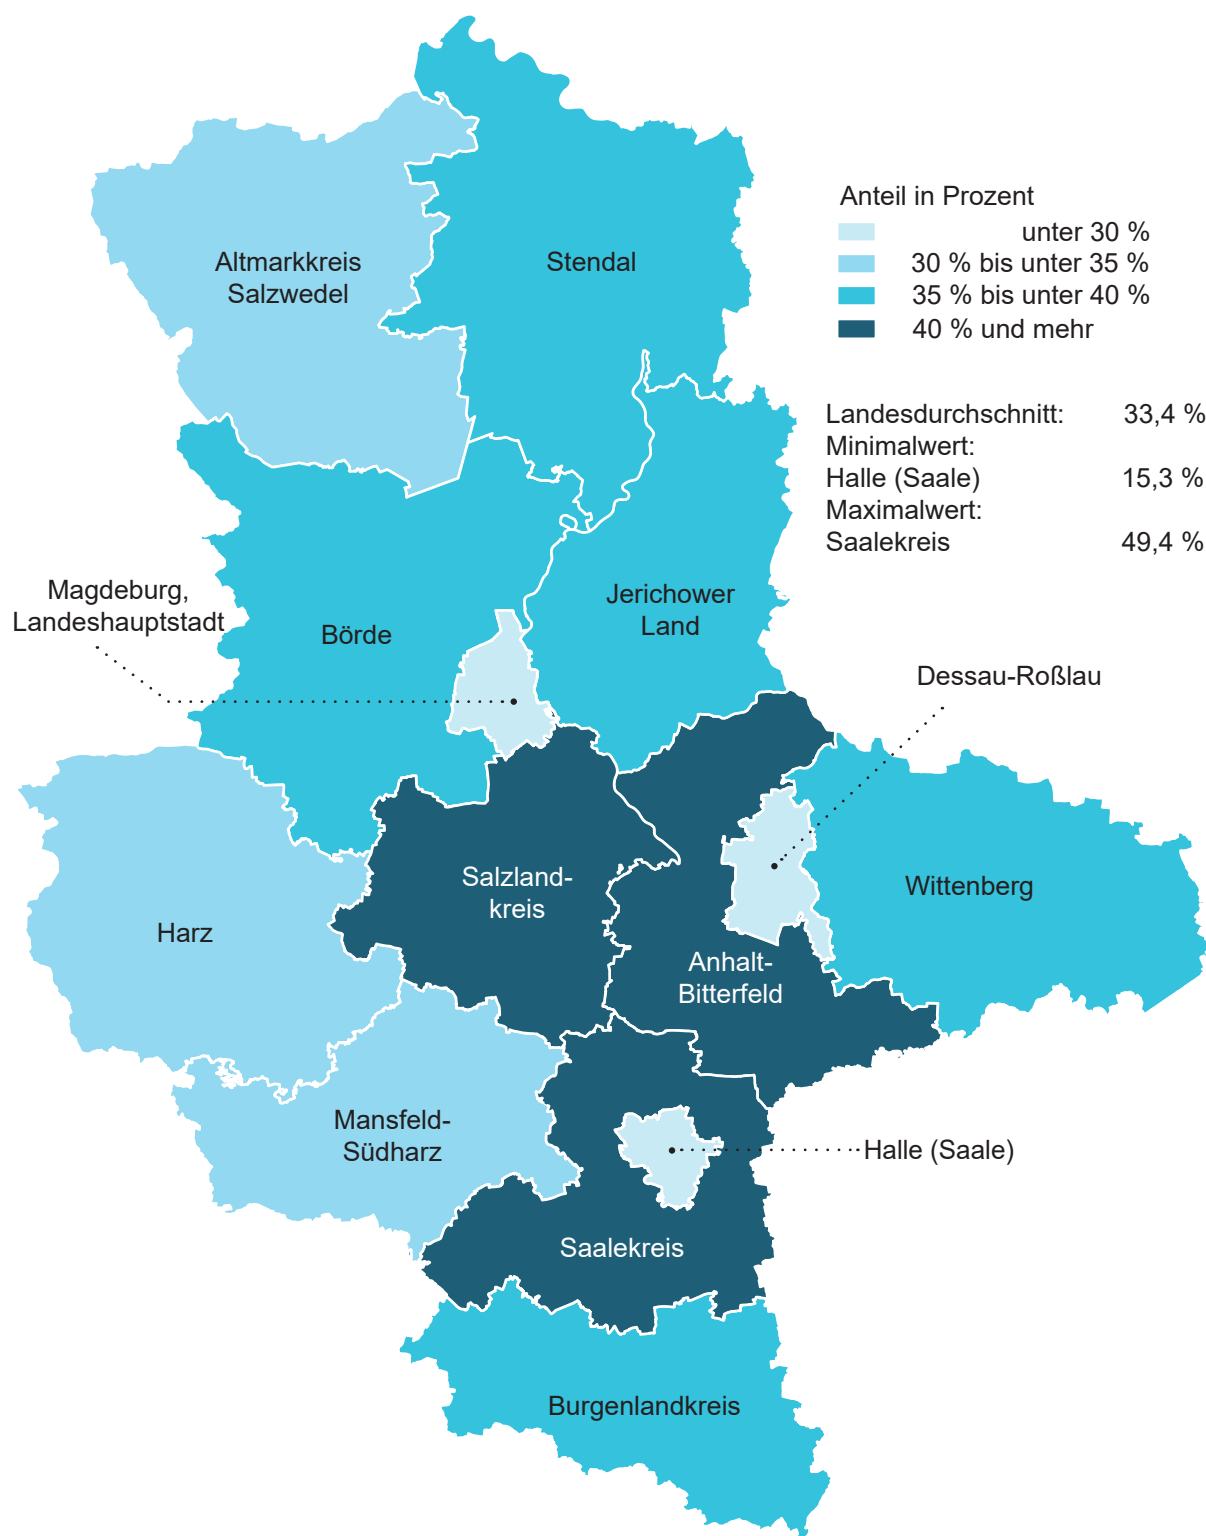 Anteil in Prozent
unter 30 %
30 % bis unter 35 %
35 % bis unter 40 %
40 % und mehr
Altmarkkreis
Salzwedel
Stendal
Landesdurchschnitt: 33,4 %
Minimalwert:
Halle (Saale) 15,3 %
Maximalwert:
Saalekreis 49,4 %
Magdeburg,
Landeshauptstadt
Börde
Jerichower
Land
Dessau-Roßlau
Salzland-
kreis
Wittenberg
Harz
Anhalt-
Bitterfeld
Mansfeld-
Südharz
Halle (Saale)
Saalekreis
Burgenlandkreis